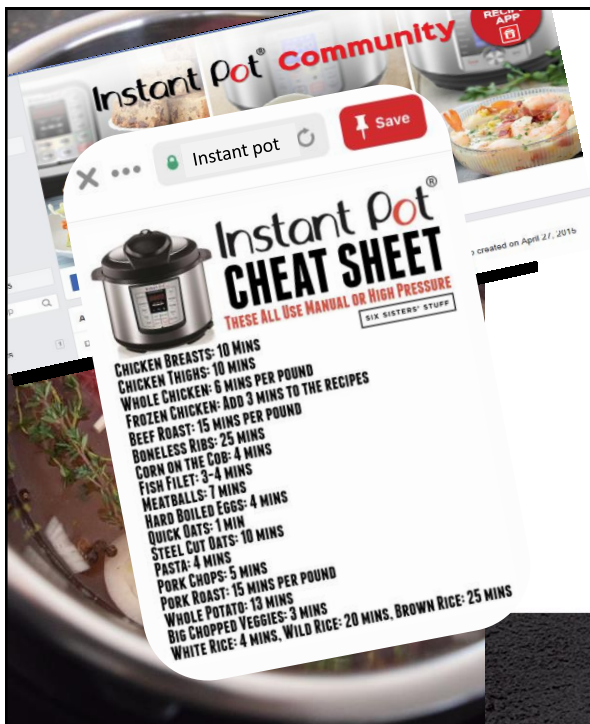 RECIPE
APP
Instant Pot® Community
Instant pot
Save
created on April 27, 2015
Instant Pot®
CHEAT SHEET
THESE ALL USE MANUAL OR HIGH PRESSURE
SIX SISTERS' STUFF
CHICKEN BREASTS: 10 MINS
CHICKEN THIGHS: 10 MINS
WHOLE CHICKEN: 6 MINS PER POUND
FROZEN CHICKEN: ADD 3 MINS TO THE RECIPES
BEEF ROAST: 15 MINS PER POUND
BONELESS RIBS: 25 MINS
CORN ON THE COB: 4 MINS
FISH FILET: 3-4 MINS
MEATBALLS: 7 MINS
HARD BOILED EGGS: 4 MINS
QUICK OATS: 1 MIN
STEEL CUT OATS: 10 MINS
PASTA: 4 MINS
PORK CHOPS: 5 MINS
PORK ROAST: 15 MINS PER POUND
WHOLE POTATO: 13 MINS
BIG CHOPPED VEGGIES: 3 MINS
WHITE RICE: 4 MINS, WILD RICE: 20 MINS, BROWN RICE: 25 MINS